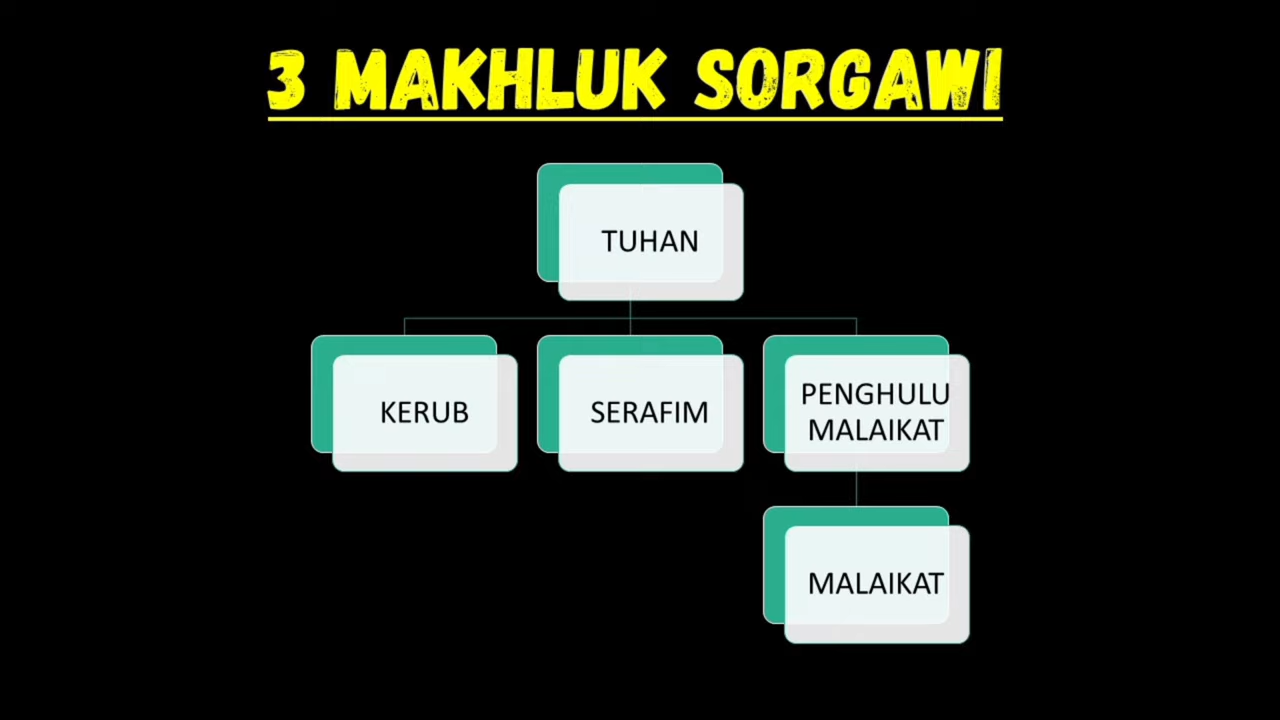 3 MAKHLUK SORGAWI
TUHAN
KERUB
SERAFIM
PENGHULU
MALAIKAT
MALAIKAT